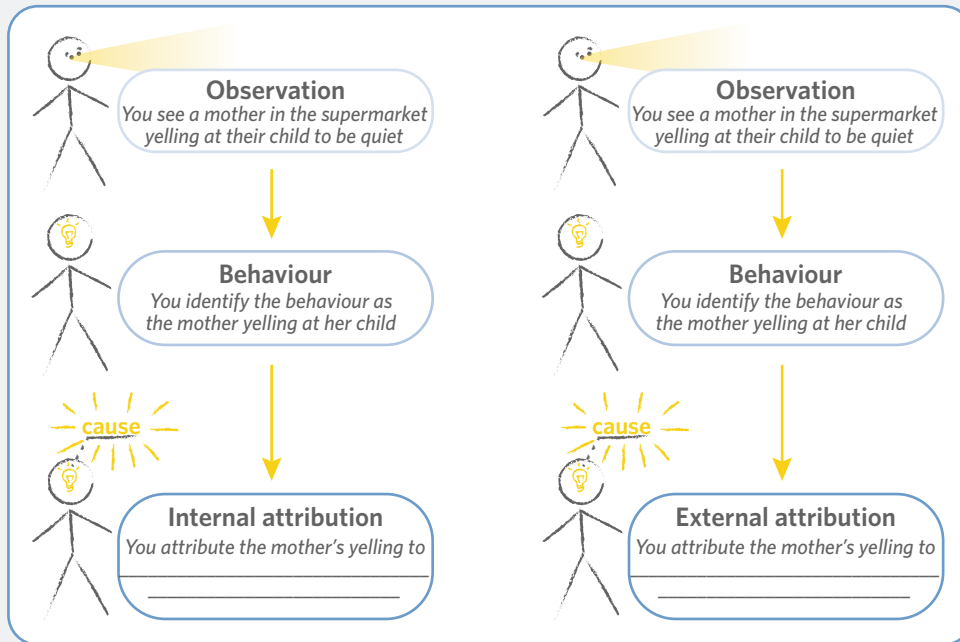 Observation
You see a mother in the supermarket
yelling at their child to be quiet
Behaviour
You identify the behaviour as
the mother yelling at her child
cause
Internal attribution
You attribute the mother's yelling to
Observation
You see a mother in the supermarket
yelling at their child to be quiet
Behaviour
You identify the behaviour as
the mother yelling at her child
cause
External attribution
You attribute the mother's yelling to